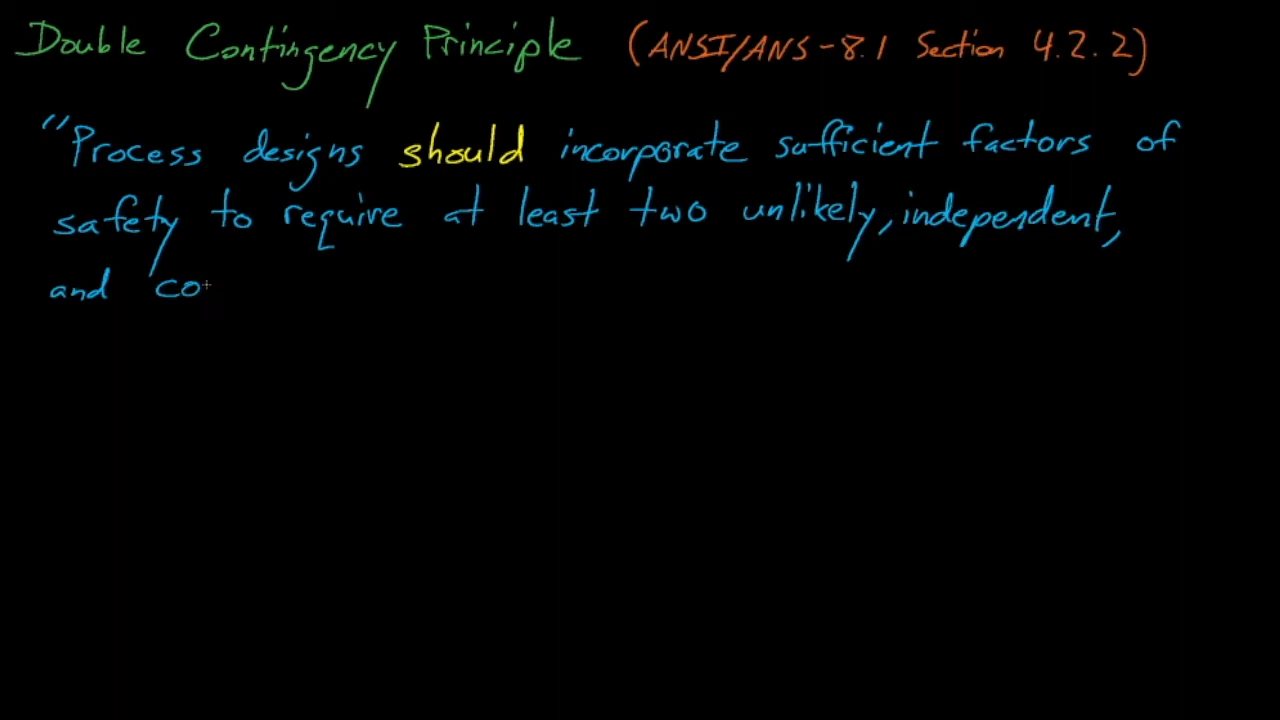 Double Contingency Principle (ANSI/ANS-8.1 Section 4.2.2)
"Process designs should incorporate sufficient factors of
safety to require at least two unlikely, independent,
and co